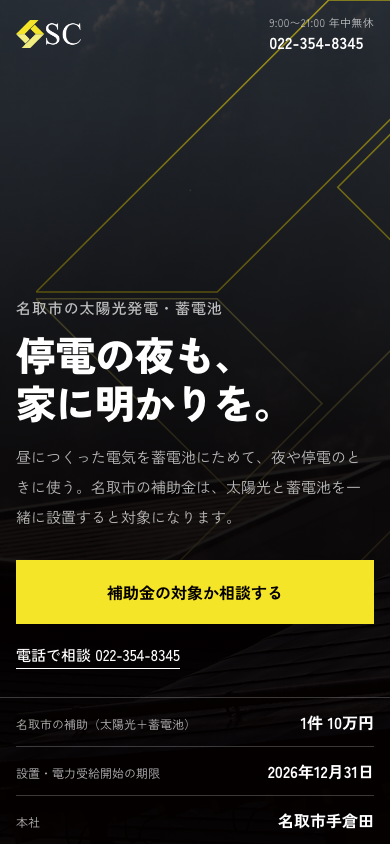 SC
9:00〜21:00 年中無休
022-354-8345
名取市の太陽光発電・蓄電池
停電の夜も、
家に明かりを。
昼につくった電気を蓄電池にためて、夜や停電のと
きに使う。名取市の補助金は、太陽光と蓄電池を一
緒に設置すると対象になります。
補助金の対象か相談する
電話で相談 022-354-8345
名取市の補助（太陽光＋蓄電池） 1件 10万円
設置・電力受給開始の期限 2026年12月31日
本社 名取市手倉田